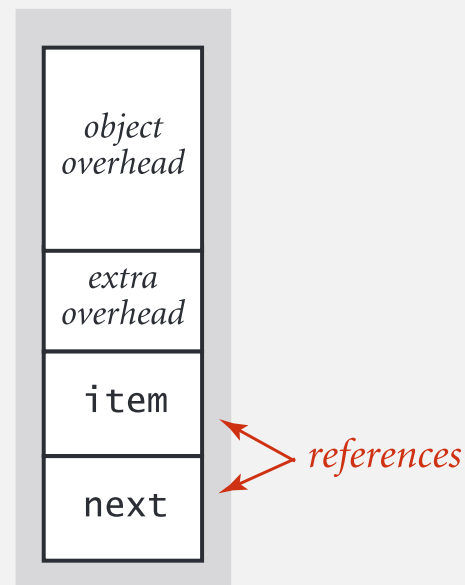 object
overhead
extra
overhead
item
references
next